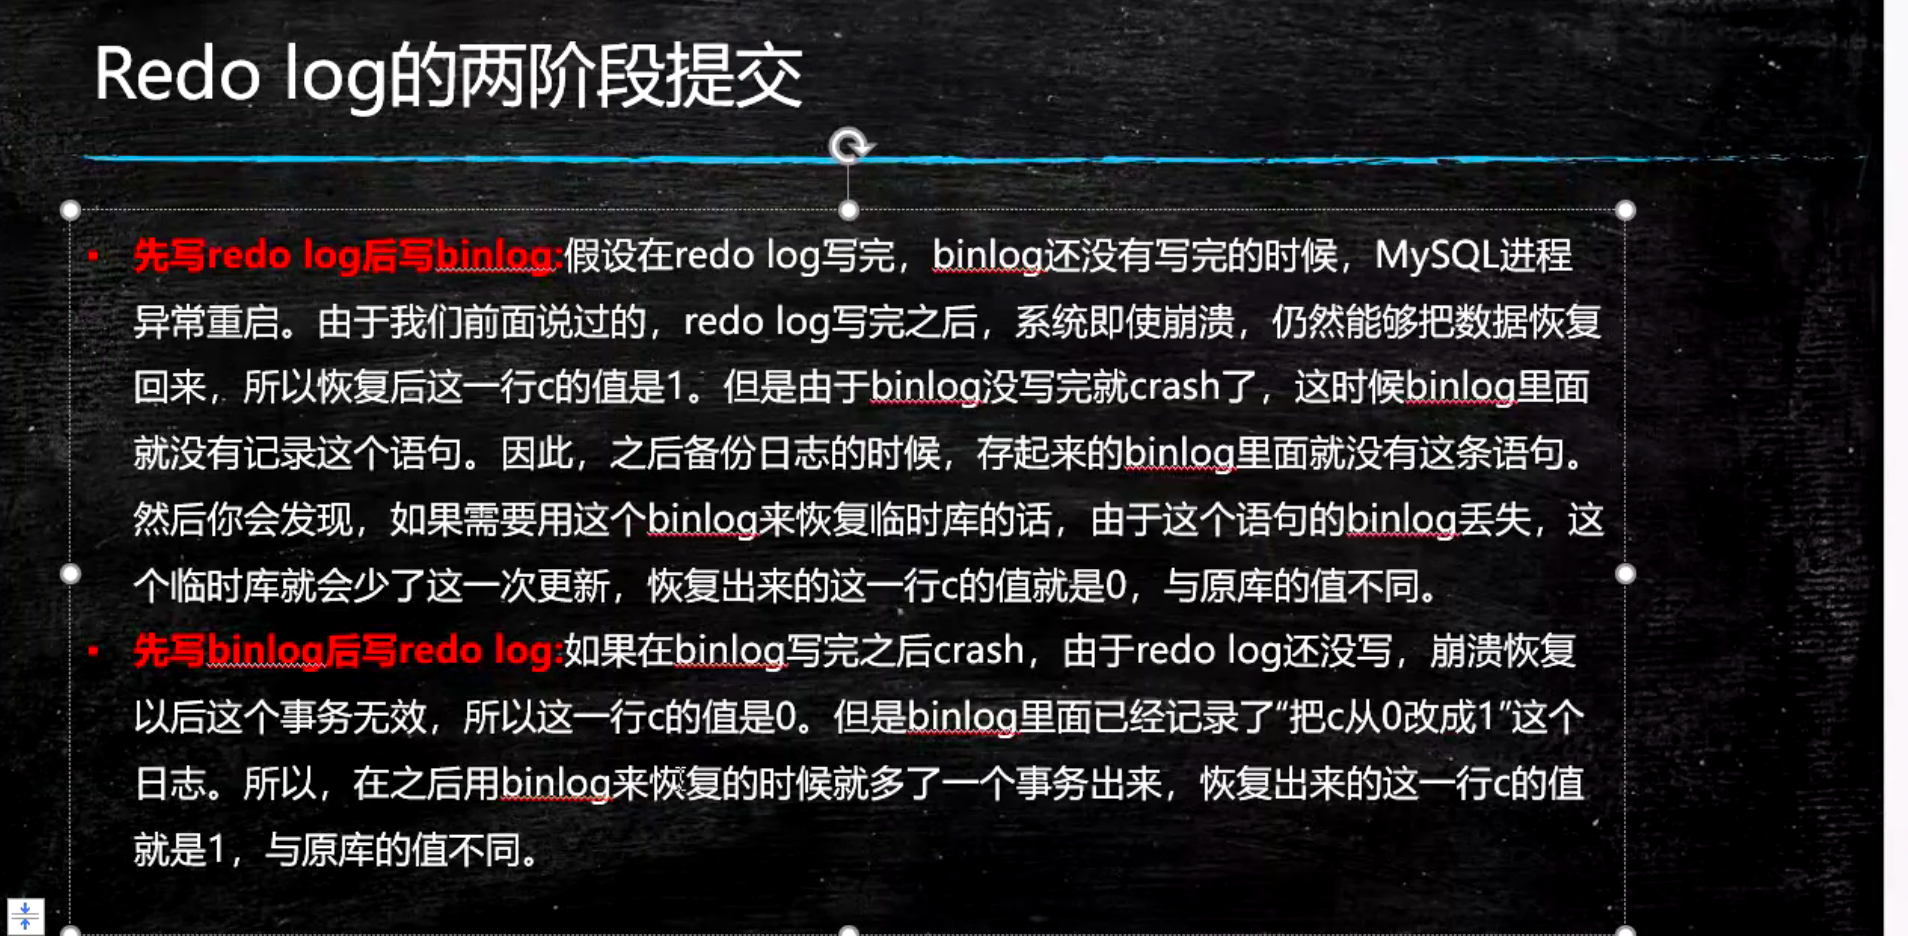 Redo log的两阶段提交
先写redo log后写binlog:假设在redo log写完，binlog还没有写完的时候，MySQL进程
异常重启。由于我们前面说过的，redo log写完之后，系统即使崩溃，仍然能够把数据恢复
回来，所以恢复后这一行c的值是1。但是由于binlog没写完就crash了，这时候binlog里面
就没有记录这个语句。因此，之后备份日志的时候，存起来的binlog里面就没有这条语句。
然后你会发现，如果需要用这个binlog来恢复临时库的话，由于这个语句的binlog丢失，这
个临时库就会少了这一次更新，恢复出来的这一行c的值就是0，与原库的值不同。
先写binlog后写redo log:如果在binlog写完之后crash，由于redo log还没写，崩溃恢复
以后这个事务无效，所以这一行c的值是0。但是binlog里面已经记录了“把c从0改成1”这个
日志。所以，在之后用binlog来恢复的时候就多了一个事务出来，恢复出来的这一行c的值
就是1，与原库的值不同。